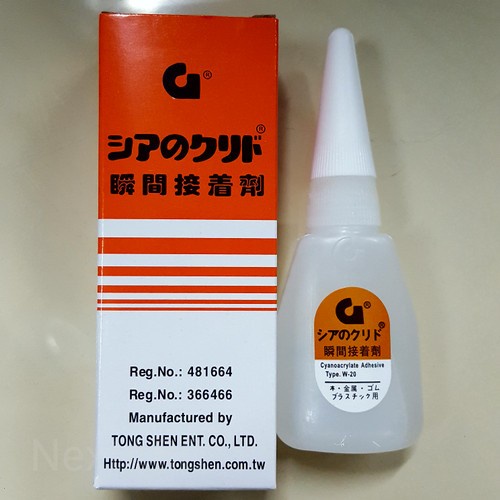 ®
シアのクリド®
瞬間接着劑
Reg.No.: 481664
Reg.No.: 366466
Manufactured by
TONG SHEN ENT. CO., LTD.
Http://www.tongshen.com.tw
®
シアのクリド®
瞬間接着劑
Cyanoacrylate Adhesive
Type. W-20
木・金属・ゴム
プラスチック用